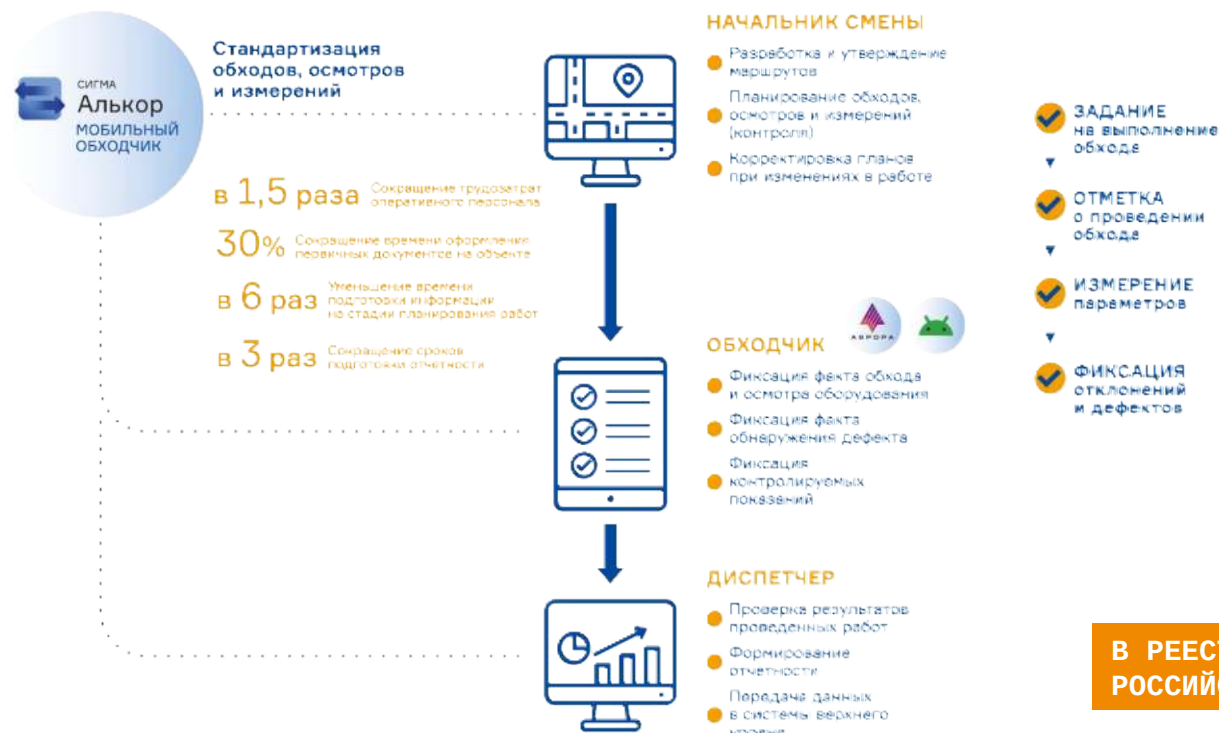 СИГМА
Алькор
МОБИЛЬНЫЙ
ОБХОДЧИК
Стандартизация
обходов, осмотров
и измерений
в 1,5 раза
Сокращение трудозатрат
оперативного персонала
30%
Сокращение времени оформления
первичных документов на объекте
в 6 раз
Уменьшение времени
подготовки информации
на стадии планирования работ
в 3 раз
Сокращение сроков
подготовки отчетности
НАЧАЛЬНИК СМЕНЫ
Разработка и утверждение
маршрутов
Планирование обходов,
осмотров и измерений
(контроля)
Корректировка планов
при изменениях в работе
ОБХОДЧИК
АВРОРА
Фиксация факта обхода
и осмотра оборудования
Фиксация факта
обнаружения дефекта
Фиксация
контролируемых
показаний
ДИСПЕТЧЕР
Проверка результатов
проведенных работ
Формирование
отчетности
Передача данных
в системы верхнего
ЗАДАНИЕ
на выполнение
обхода
ОТМЕТКА
о проведении
обхода
ИЗМЕРЕНИЕ
параметров
ФИКСАЦИЯ
отклонений
и дефектов
В